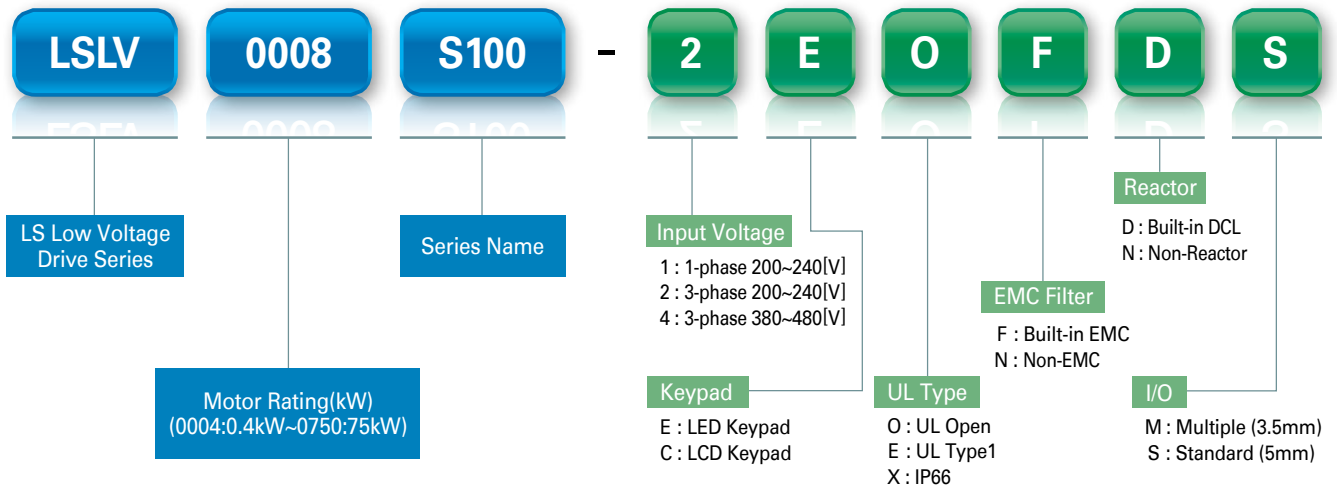 LSLV 0008 S100 - 2 E O F D S
LS Low Voltage
Drive Series
Motor Rating(kW)
(0004:0.4kW~0750:75kW)
Series Name
Input Voltage
1 : 1-phase 200~240[V]
2 : 3-phase 200~240[V]
4 : 3-phase 380~480[V]
Keypad
E : LED Keypad
C : LCD Keypad
UL Type
O : UL Open
E : UL Type1
X : IP66
EMC Filter
F : Built-in EMC
N : Non-EMC
Reactor
D : Built-in DCL
N : Non-Reactor
I/O
M : Multiple (3.5mm)
S : Standard (5mm)